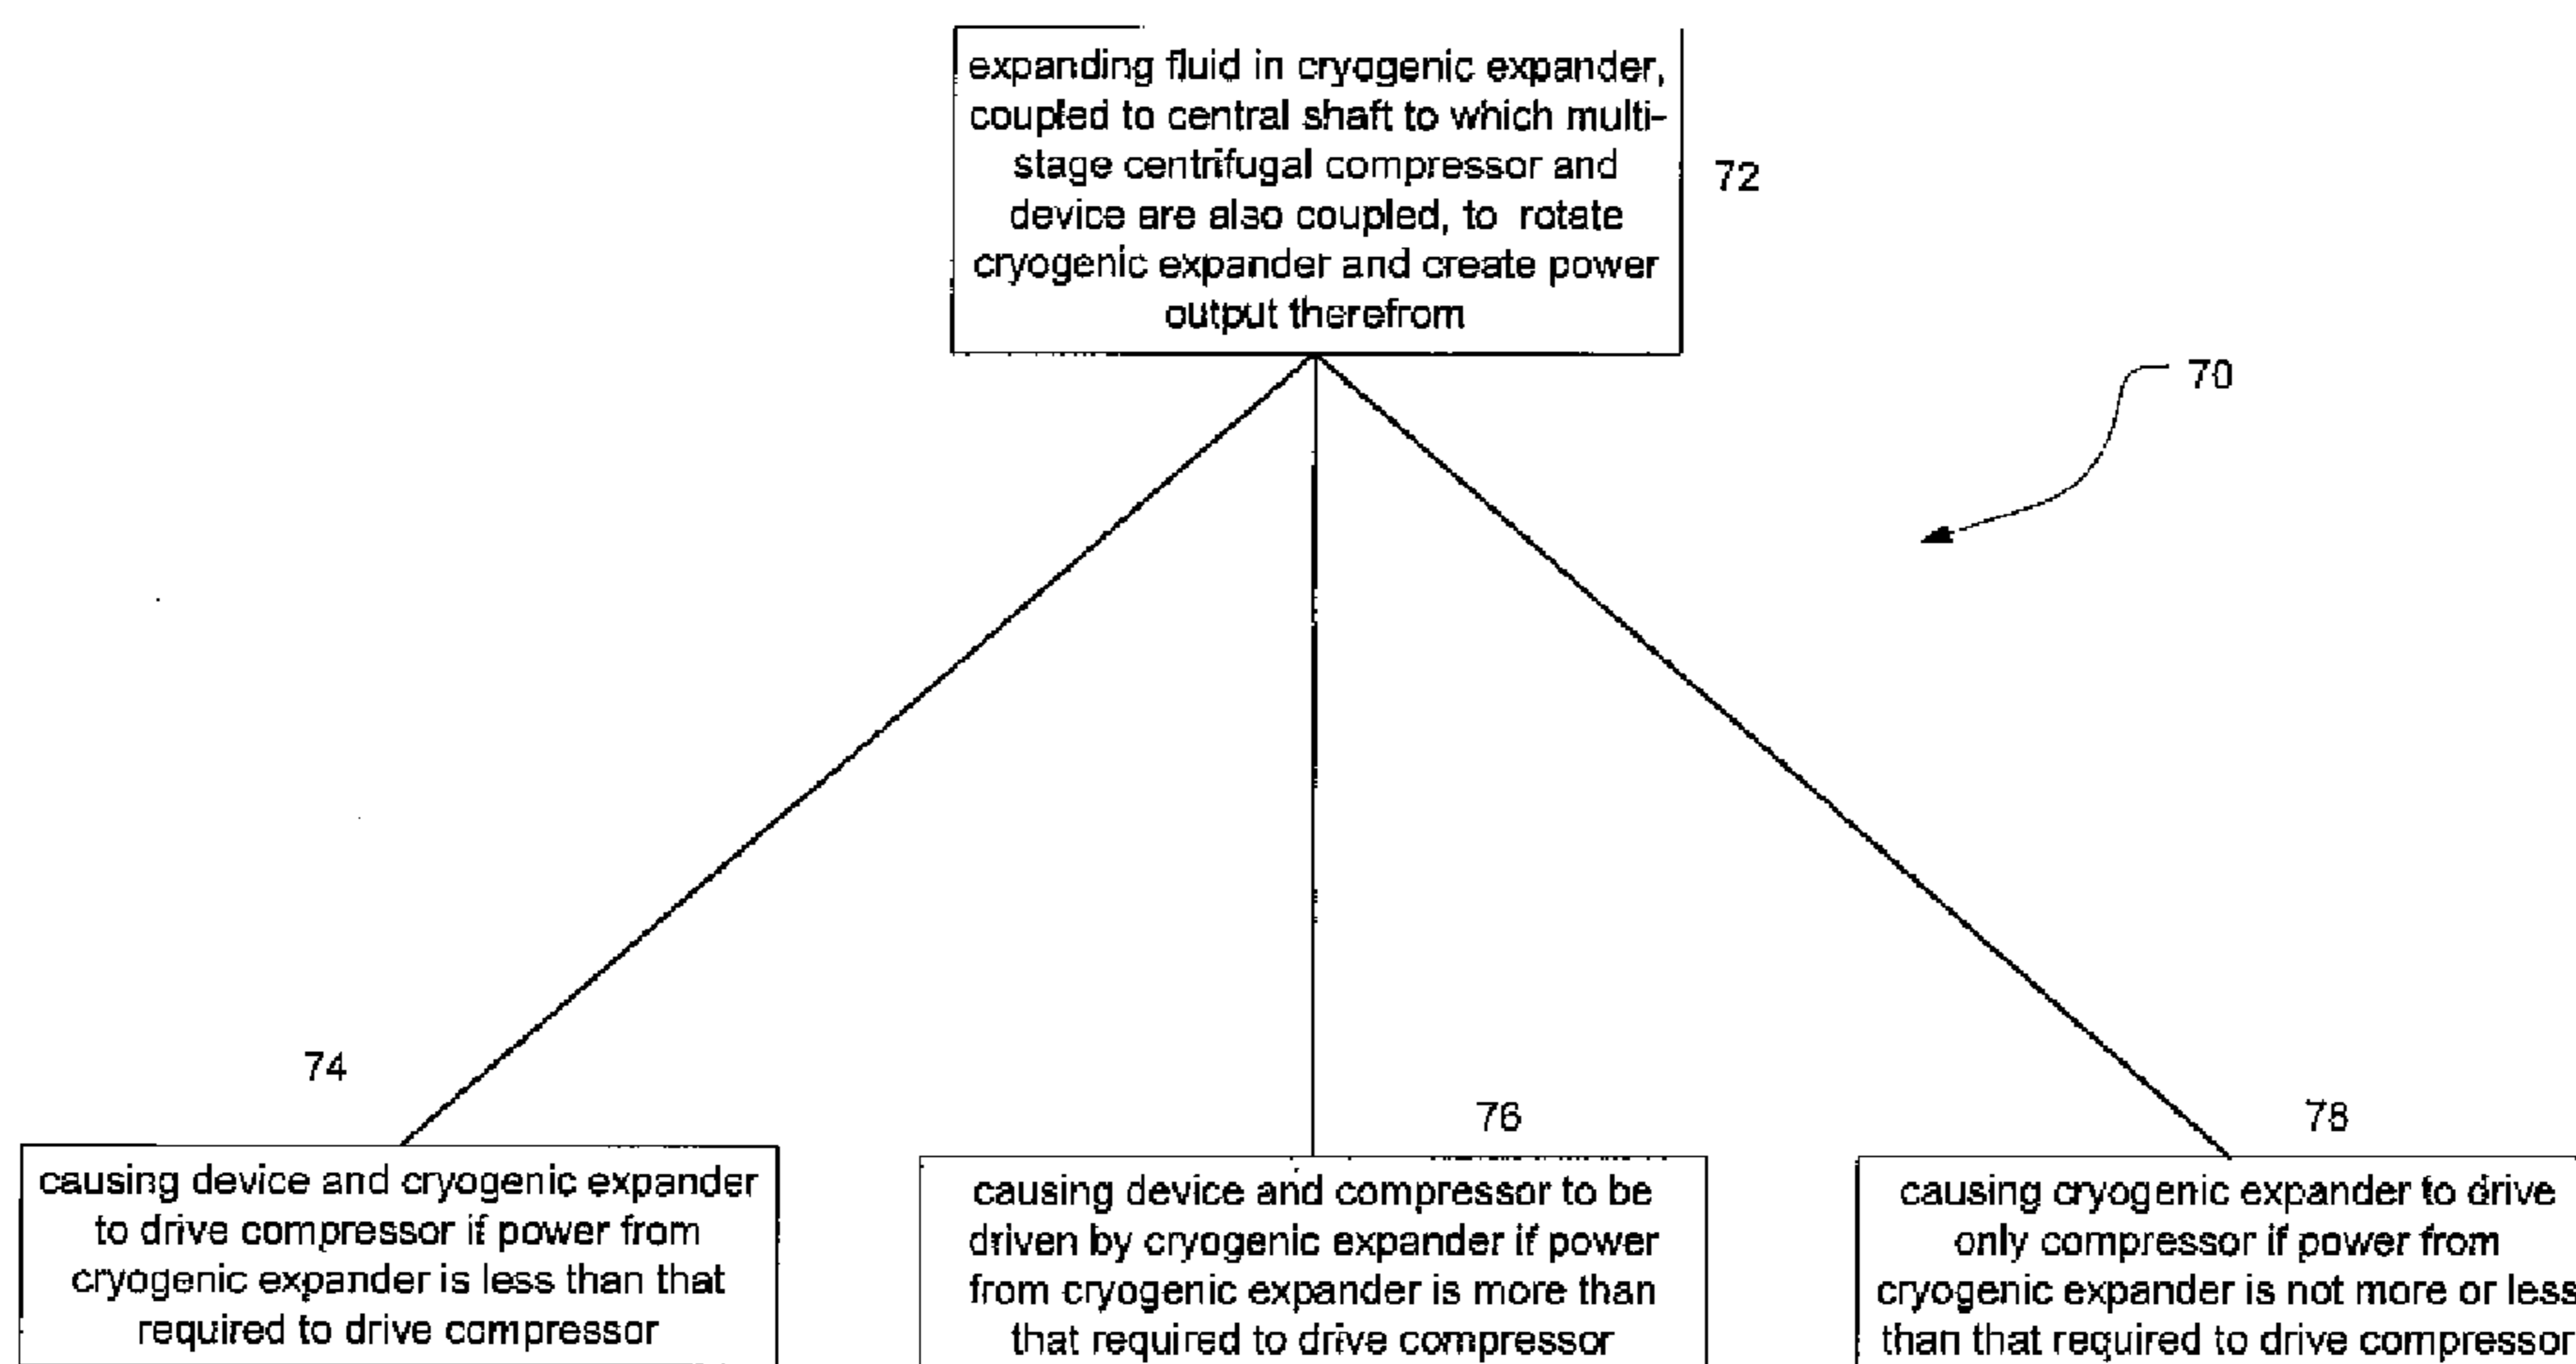 expanding fluid in cryogenic expander,
coupled to central shaft to which multi-
stage centrifugal compressor and
device are also coupled, to rotate
cryogenic expander and create power
output therefrom
72
70
74
causing device and cryogenic expander
to drive compressor if power from
cryogenic expander is less than that
required to drive compressor
76
causing device and compressor to be
driven by cryogenic expander if power
from cryogenic expander is more than
that required to drive compressor
78
causing cryogenic expander to drive
only compressor if power from
cryogenic expander is not more or less
than that required to drive compressor